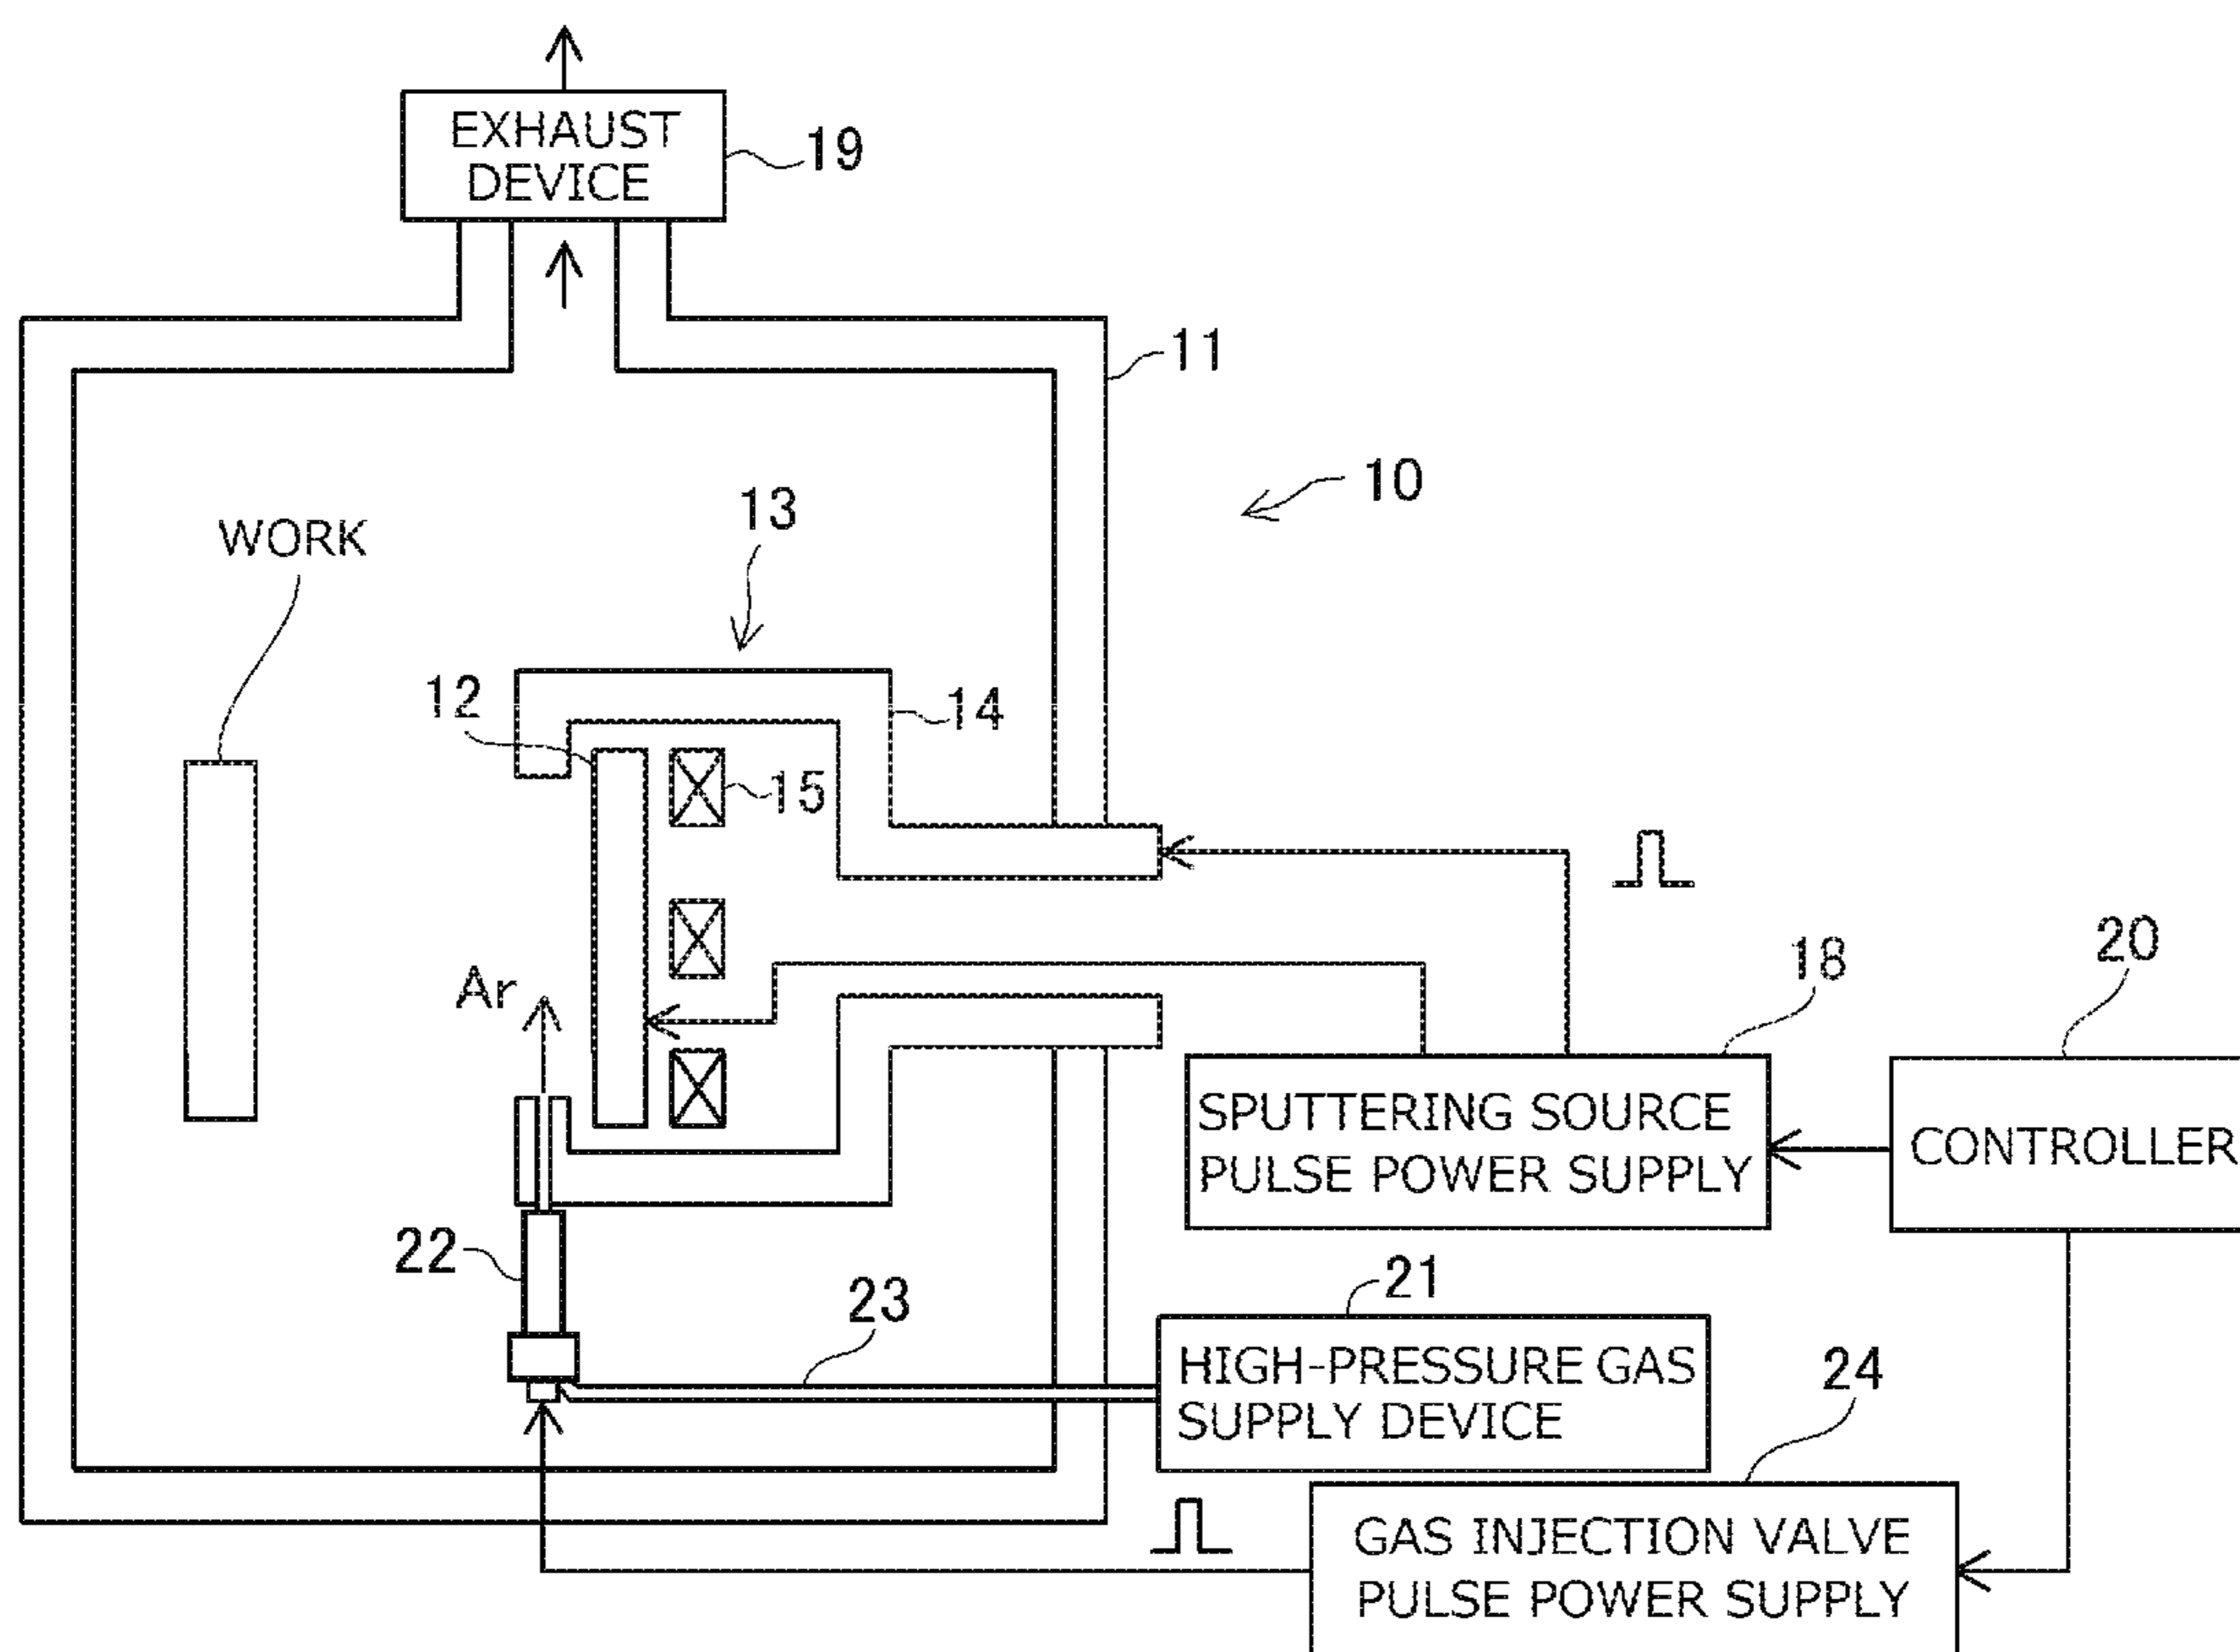 EXHAUST
DEVICE
19
11
10
13
WORK
12
14
15
20
18
Ar
SPUTTERING SOURCE
PULSE POWER SUPPLY
CONTROLLER
22
21
23
HIGH-PRESSURE GAS
SUPPLY DEVICE
24
GAS INJECTION VALVE
PULSE POWER SUPPLY